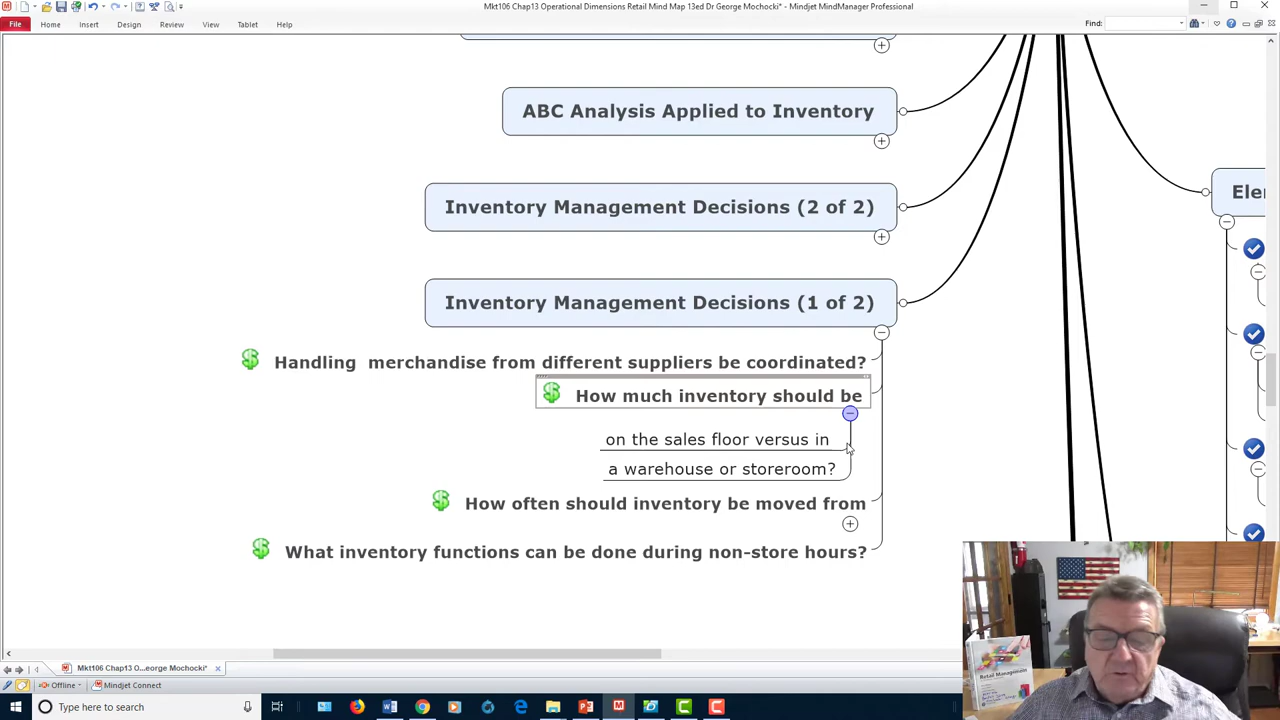 Mkt106 Chap13 Operational Dimensions Retail Mind Map 13ed Dr George Mochocki* - Mindjet MindManager Professional
File Home Insert Design Review View Tablet Help Find:
ABC Analysis Applied to Inventory
Inventory Management Decisions (2 of 2)
Ele
Inventory Management Decisions (1 of 2)
Handling merchandise from different suppliers be coordinated?
How much inventory should be
on the sales floor versus in
a warehouse or storeroom?
How often should inventory be moved from
What inventory functions can be done during non-store hours?
Retail Management
Mkt106 Chap13 O...eorge Mochocki*
Offline Mindjet Connect
Type here to search